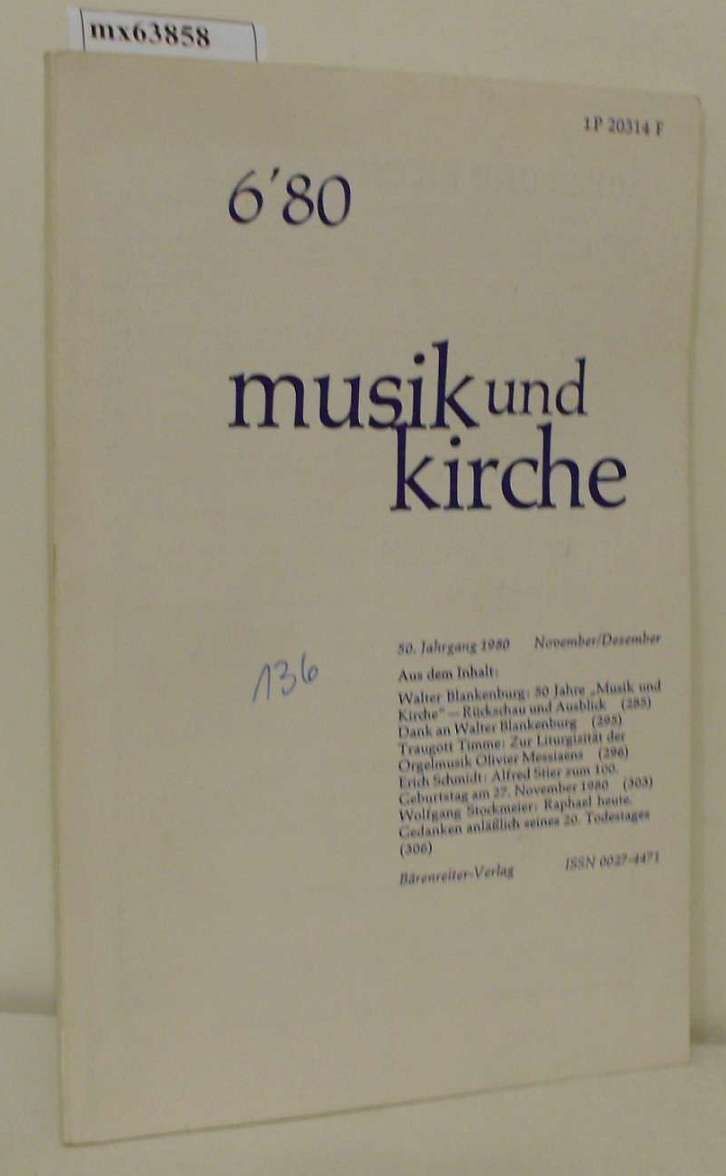 mx63858
1P 20314 F
6'80
musik und
kirche
136
50. Jahrgang 1980 November/Dezember
Aus dem Inhalt:
Walter Blankenburg: 50 Jahre „Musik und
Kirche“ — Rückschau und Ausblick (285)
Dank an Walter Blankenburg (295)
Traugott Timme: Zur Liturgisität der
Orgelmusik Olivier Messiaens (296)
Erich Schmidt: Alfred Stier zum 100.
Geburtstag am 27. November 1980 (303)
Wolfgang Stockmeier: Raphael heute.
Gedanken anläßlich seines 20. Todestages
(306)
Bärenreiter-Verlag ISSN 0027-4471